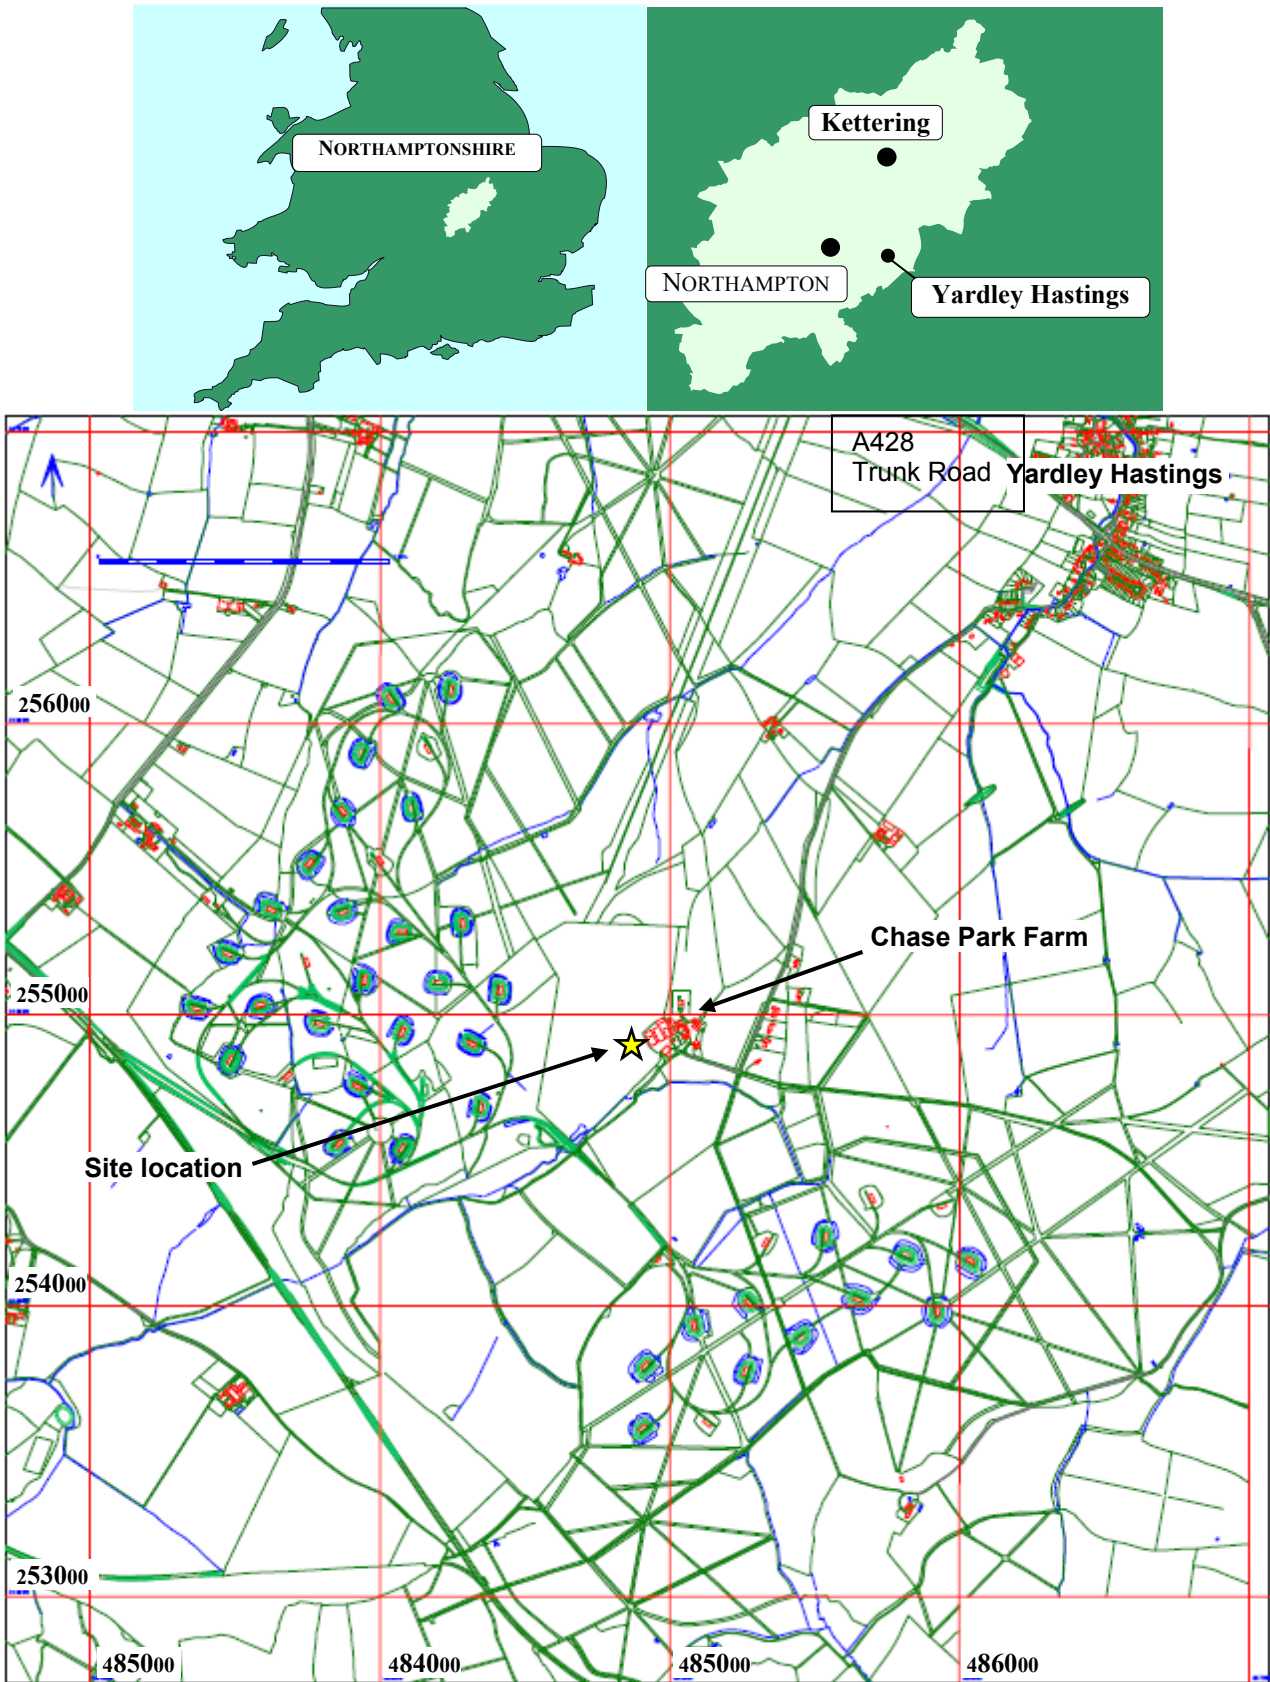 NORTHAMPTONSHIRE
Kettering
NORTHAMPTON
Yardley Hastings
A428
Trunk Road
Yardley Hastings
256000
Chase Park Farm
255000
Site location
254000
253000
485000
484000
485000
486000